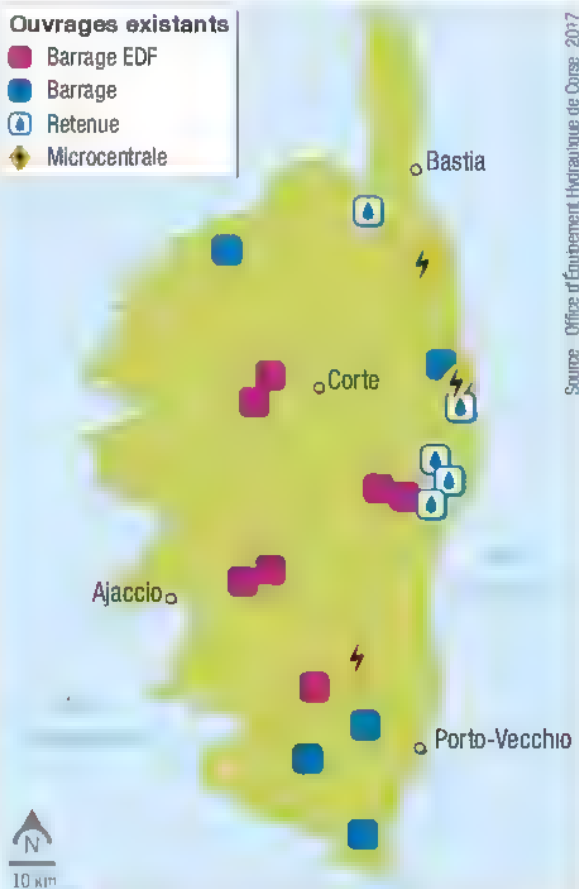 Ouvrages existants
Barrage EDF
Barrage
Retenue
Microcentrale
Bastia
Corte
Ajaccio
Porto-Vecchio
N
10 km
Source Office d'Équipement Hydraulique de Corse 2017